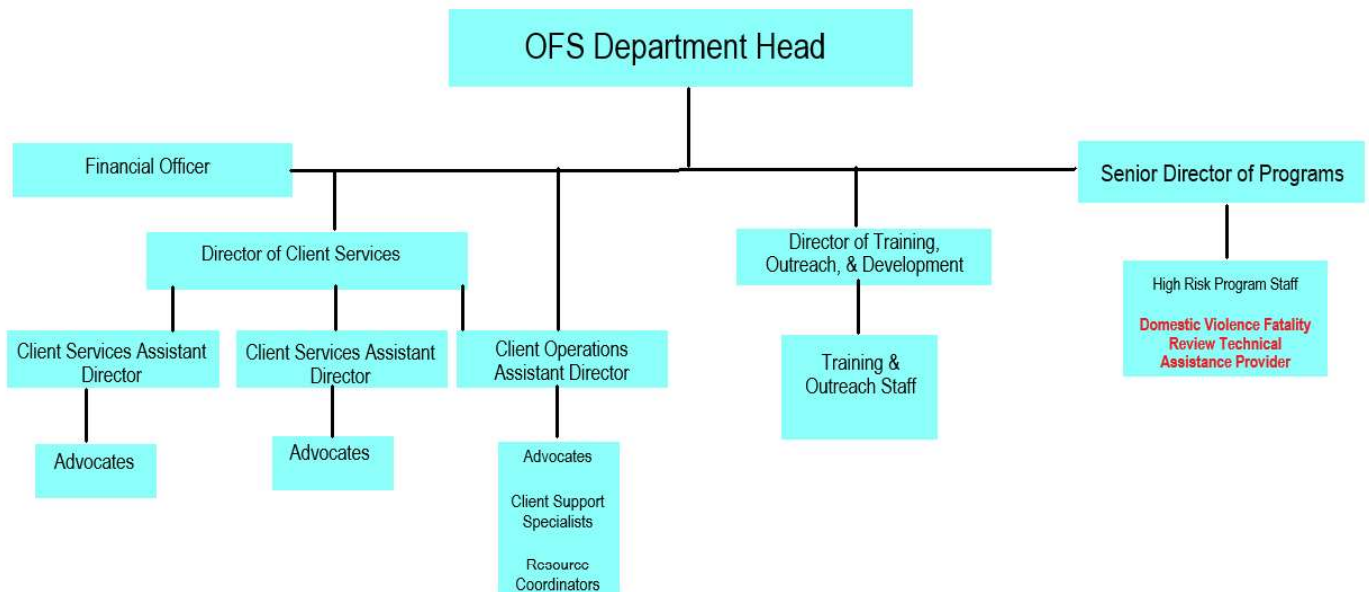 OFS Department Head
Financial Officer
Senior Director of Programs
Director of Client Services
Director of Training,
Outreach, & Development
High Risk Program Staff
Domestic Violence Fatality
Review Technical
Assistance Provider
Client Services Assistant
Director
Client Services Assistant
Director
Client Operations
Assistant Director
Training &
Outreach Staff
Advocates
Advocates
Advocates
Client Support
Specialists
Resource
Coordinators